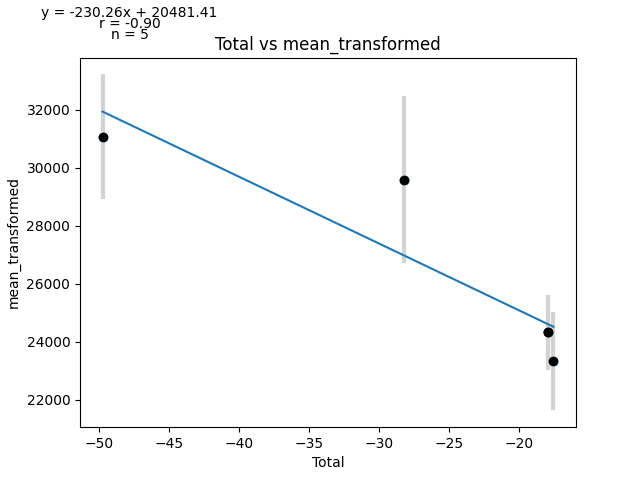 y = -230.26x + 20481.41
r = -0.90
n = 5
Total vs mean_transformed
mean_transformed
32000
30000
28000
26000
24000
22000
−50
−45
−40
−35
−30
−25
−20
Total